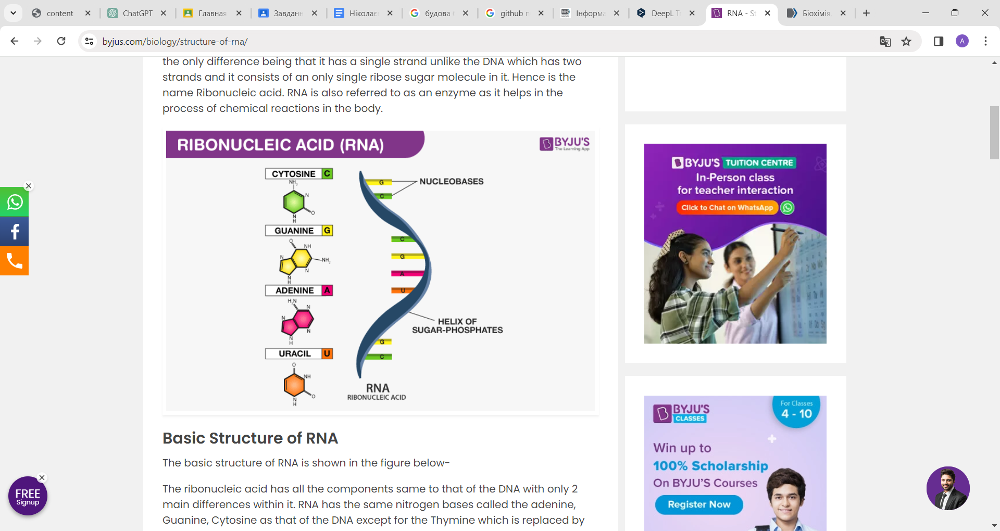 content
ChatGPT
Главная
Завданн
Ніколає
будова
github n
Інформа
DeepL Tr
RNA - St
Біохімія,
byjus.com/biology/structure-of-rna/
A
the only difference being that it has a single strand unlike the DNA which has two
strands and it consists of an only single ribose sugar molecule in it. Hence is the
name Ribonucleic acid. RNA is also referred to as an enzyme as it helps in the
process of chemical reactions in the body.
RIBONUCLEIC ACID (RNA)
BYJU'S
The Learning App
CYTOSINE C
NH₂
N
O
N
H
GUANINE G
O
NH
N
NH₂
N
N
H
ADENINE A
H₂N
N
N
N
N
H
URACIL U
O
NH
O
N
H
G
C
NUCLEOBASES
C
G
A
U
HELIX OF
SUGAR-PHOSPHATES
G
C
RNA
RIBONUCLEIC ACID
Basic Structure of RNA
The basic structure of RNA is shown in the figure below-
The ribonucleic acid has all the components same to that of the DNA with only 2
main differences within it. RNA has the same nitrogen bases called the adenine,
Guanine, Cytosine as that of the DNA except for the Thymine which is replaced by
FREE
Signup
BYJU'S TUITION CENTRE
In-Person class
for teacher interaction
Click to Chat on WhatsApp
BYJU'S
CLASSES
For Classes
4 - 10
Win up to
100% Scholarship
On BYJU'S Courses
Register Now